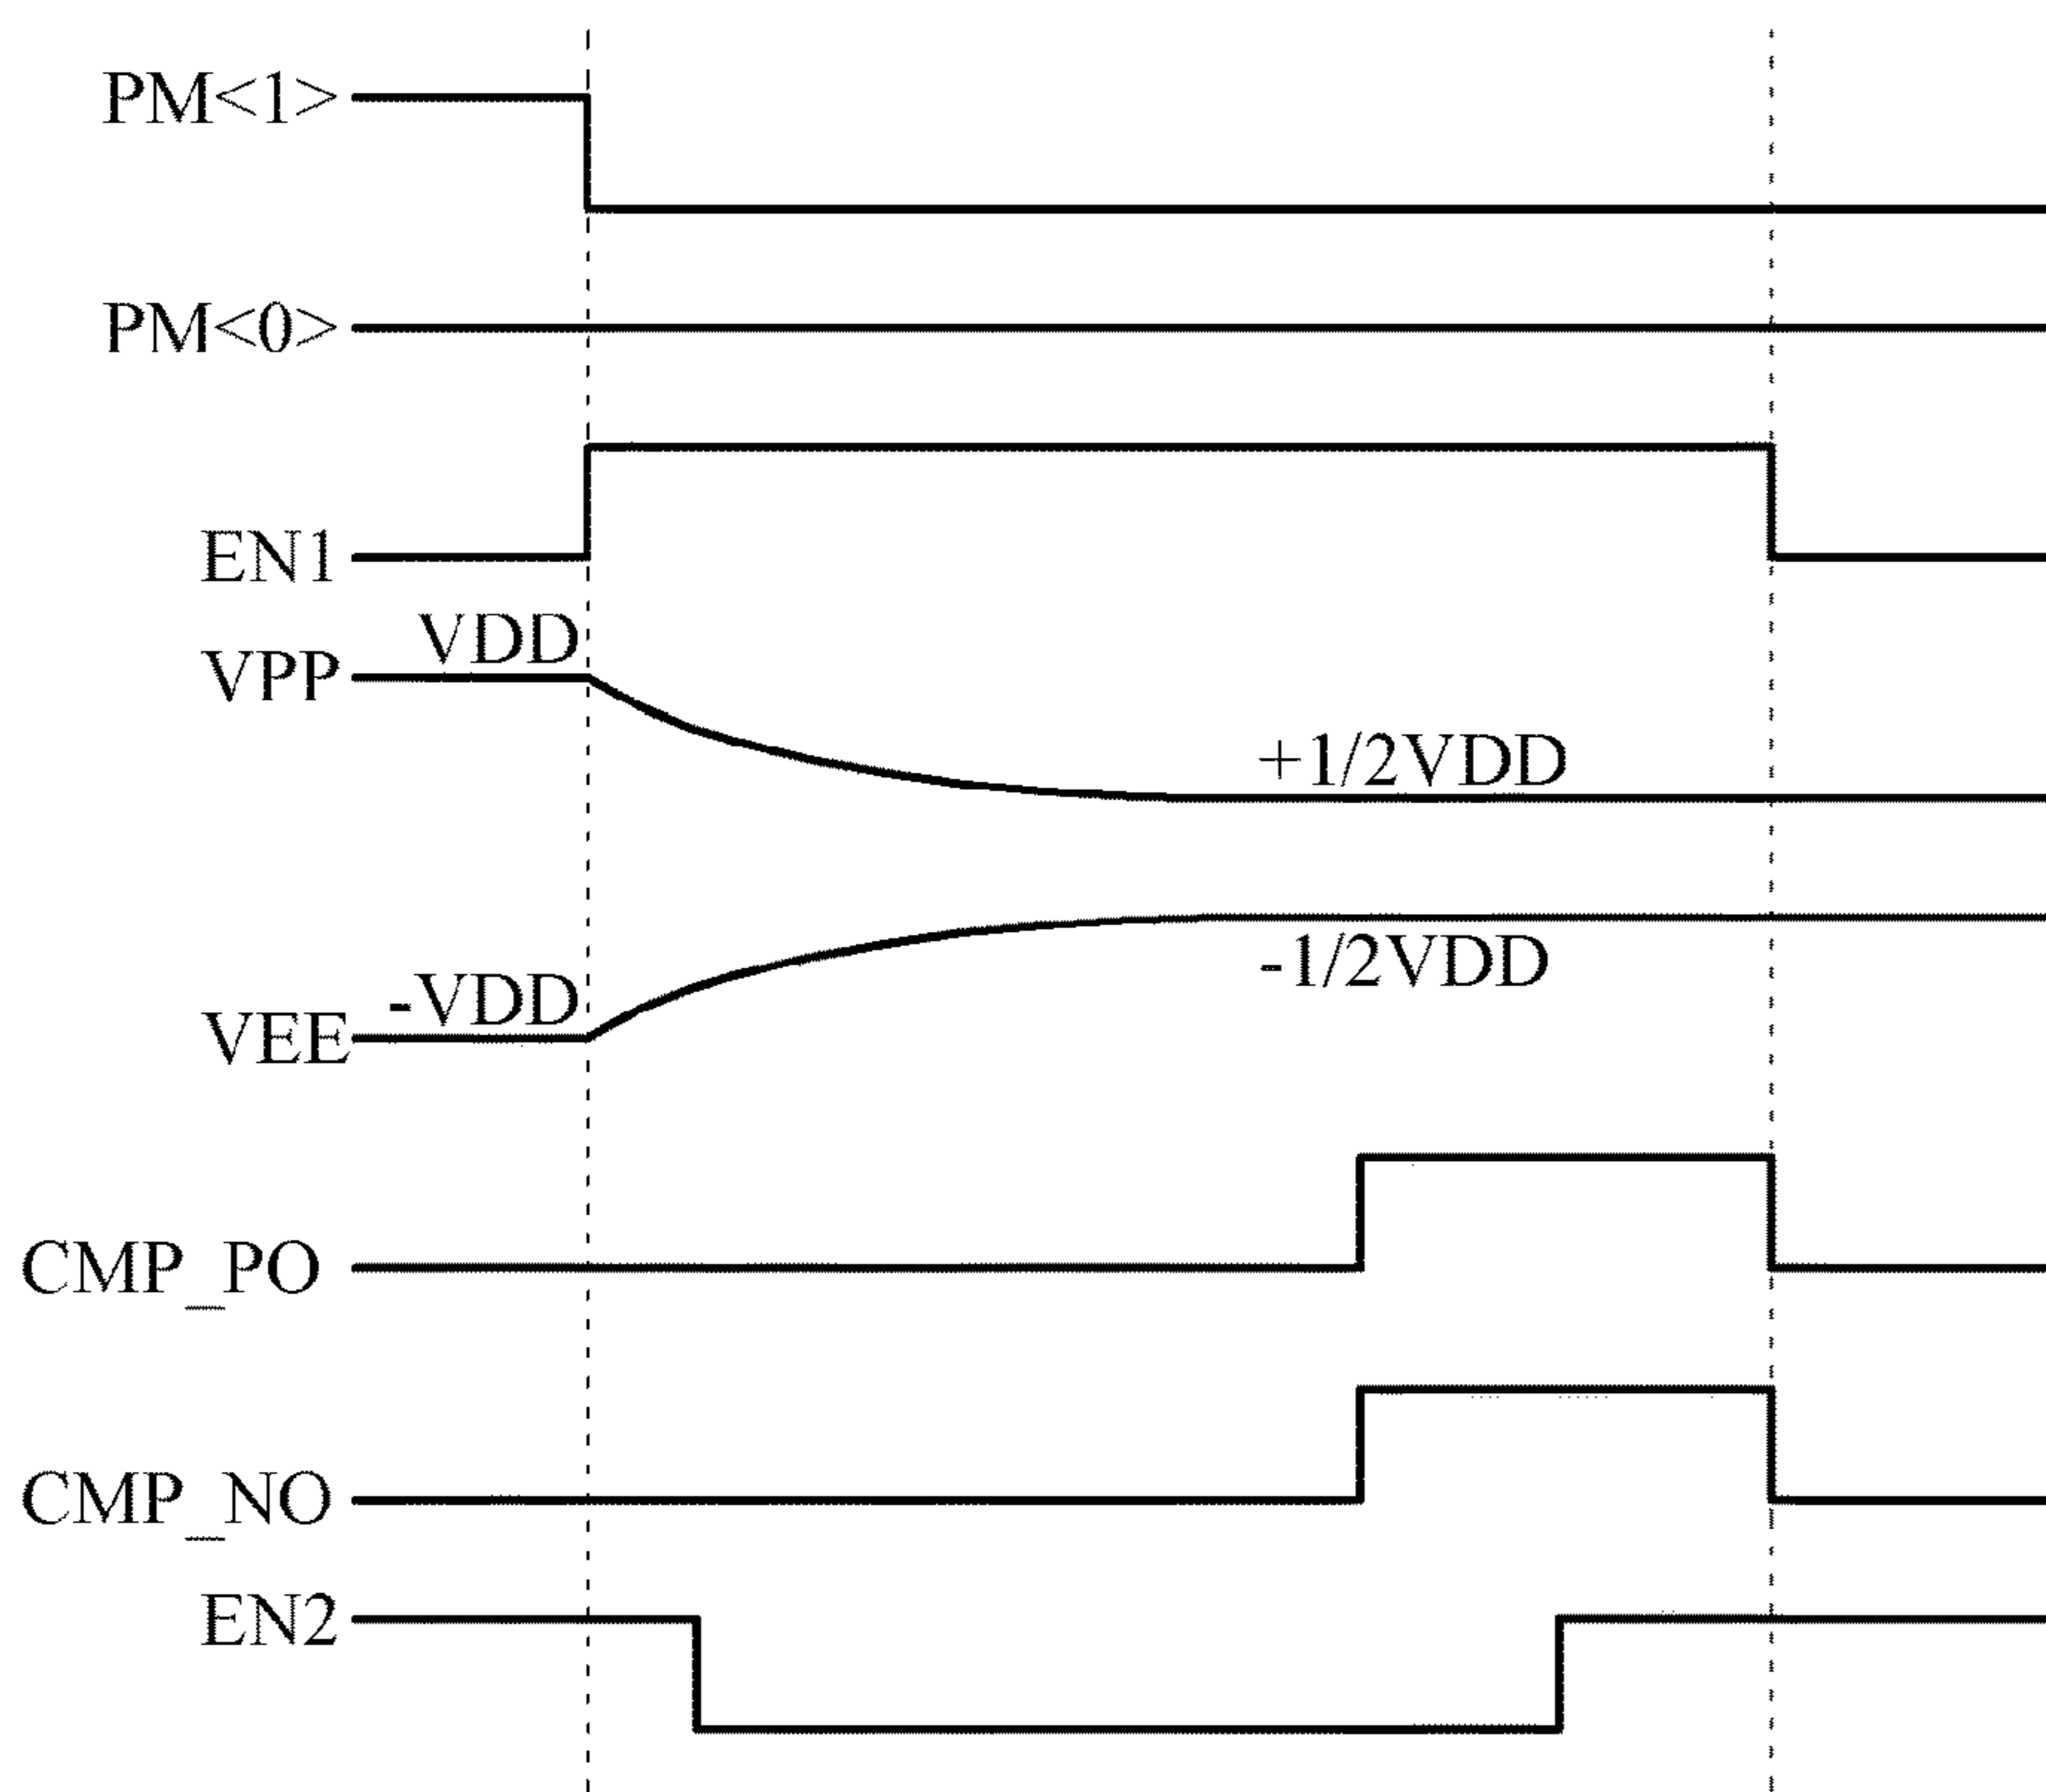 PM<1>
PM<0>
EN1
VDD
VPP
+1/2VDD
-VDD
-1/2VDD
VEE
CMP_PO
CMP_NO
EN2